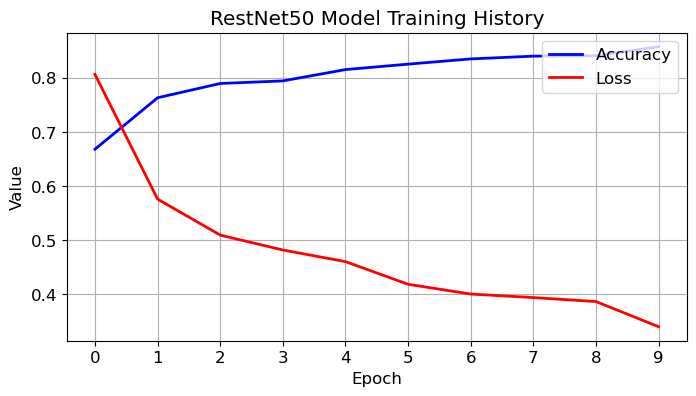 RestNet50 Model Training History
Accuracy
Loss
Value
0.8
0.7
0.6
0.5
0.4
0 1 2 3 4 5 6 7 8 9
Epoch